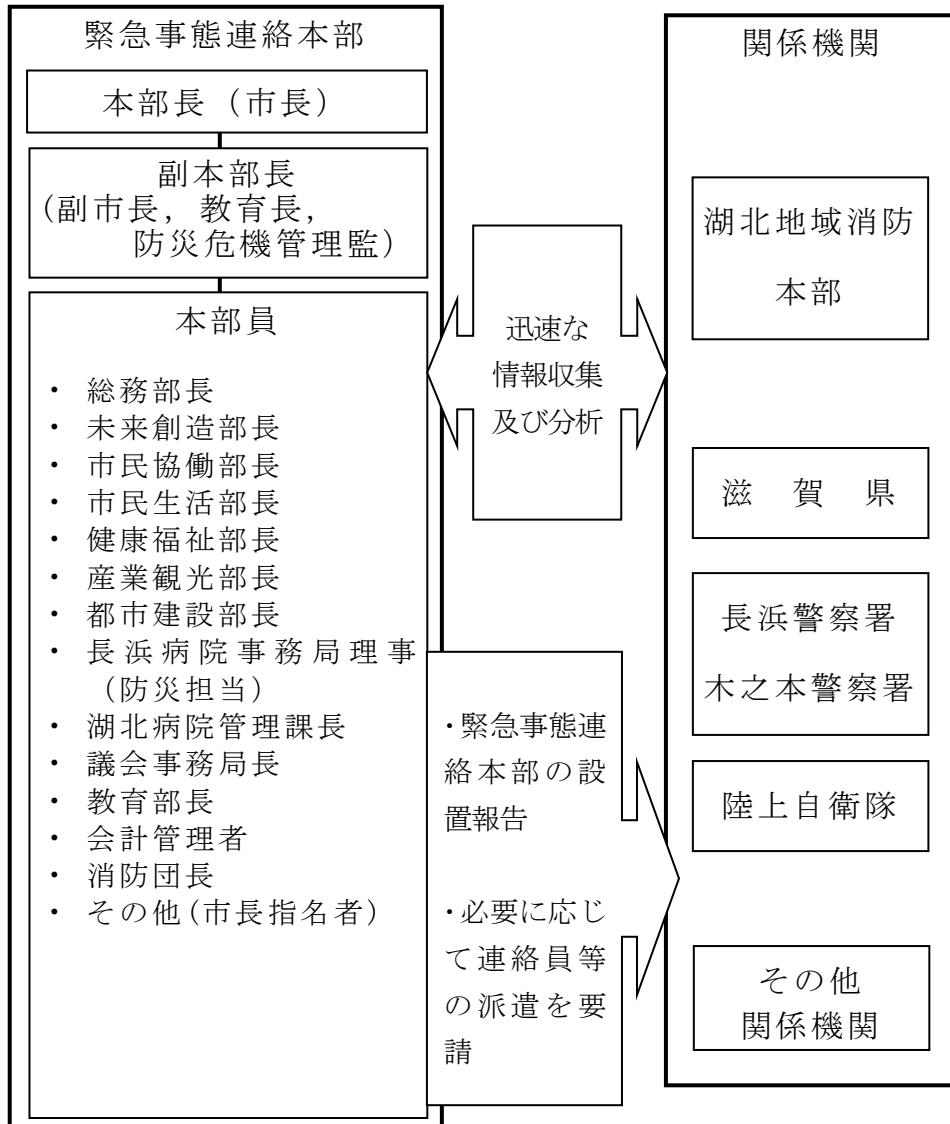 緊急事態連絡本部
本部長（市長）
副本部長
(副市長，教育長，
防災危機管理監)
本部員
・ 総務部長
・ 未来創造部長
・ 市民協働部長
・ 市民生活部長
・ 健康福祉部長
・ 産業観光部長
・ 都市建設部長
・ 長浜病院事務局理事
（防災担当）
・ 湖北病院管理課長
・ 議会事務局長
・ 教育部長
・ 会計管理者
・ 消防団長
・ その他(市長指名者)
迅速な
情報収集
及び分析
・緊急事態連
絡本部の設
置報告
・必要に応じ
て連絡員等
の派遣を要
請
関係機関
湖北地域消防
本部
滋　賀　県
長浜警察署
木之本警察署
陸上自衛隊
その他
関係機関